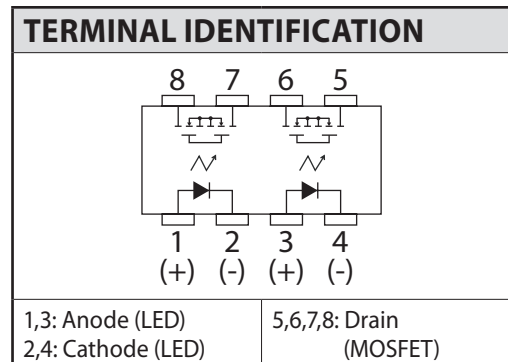 TERMINAL IDENTIFICATION
8 7 6 5
1 2 3 4
(+) (-) (+) (-)
1,3: Anode (LED)
2,4: Cathode (LED)
5,6,7,8: Drain
(MOSFET)